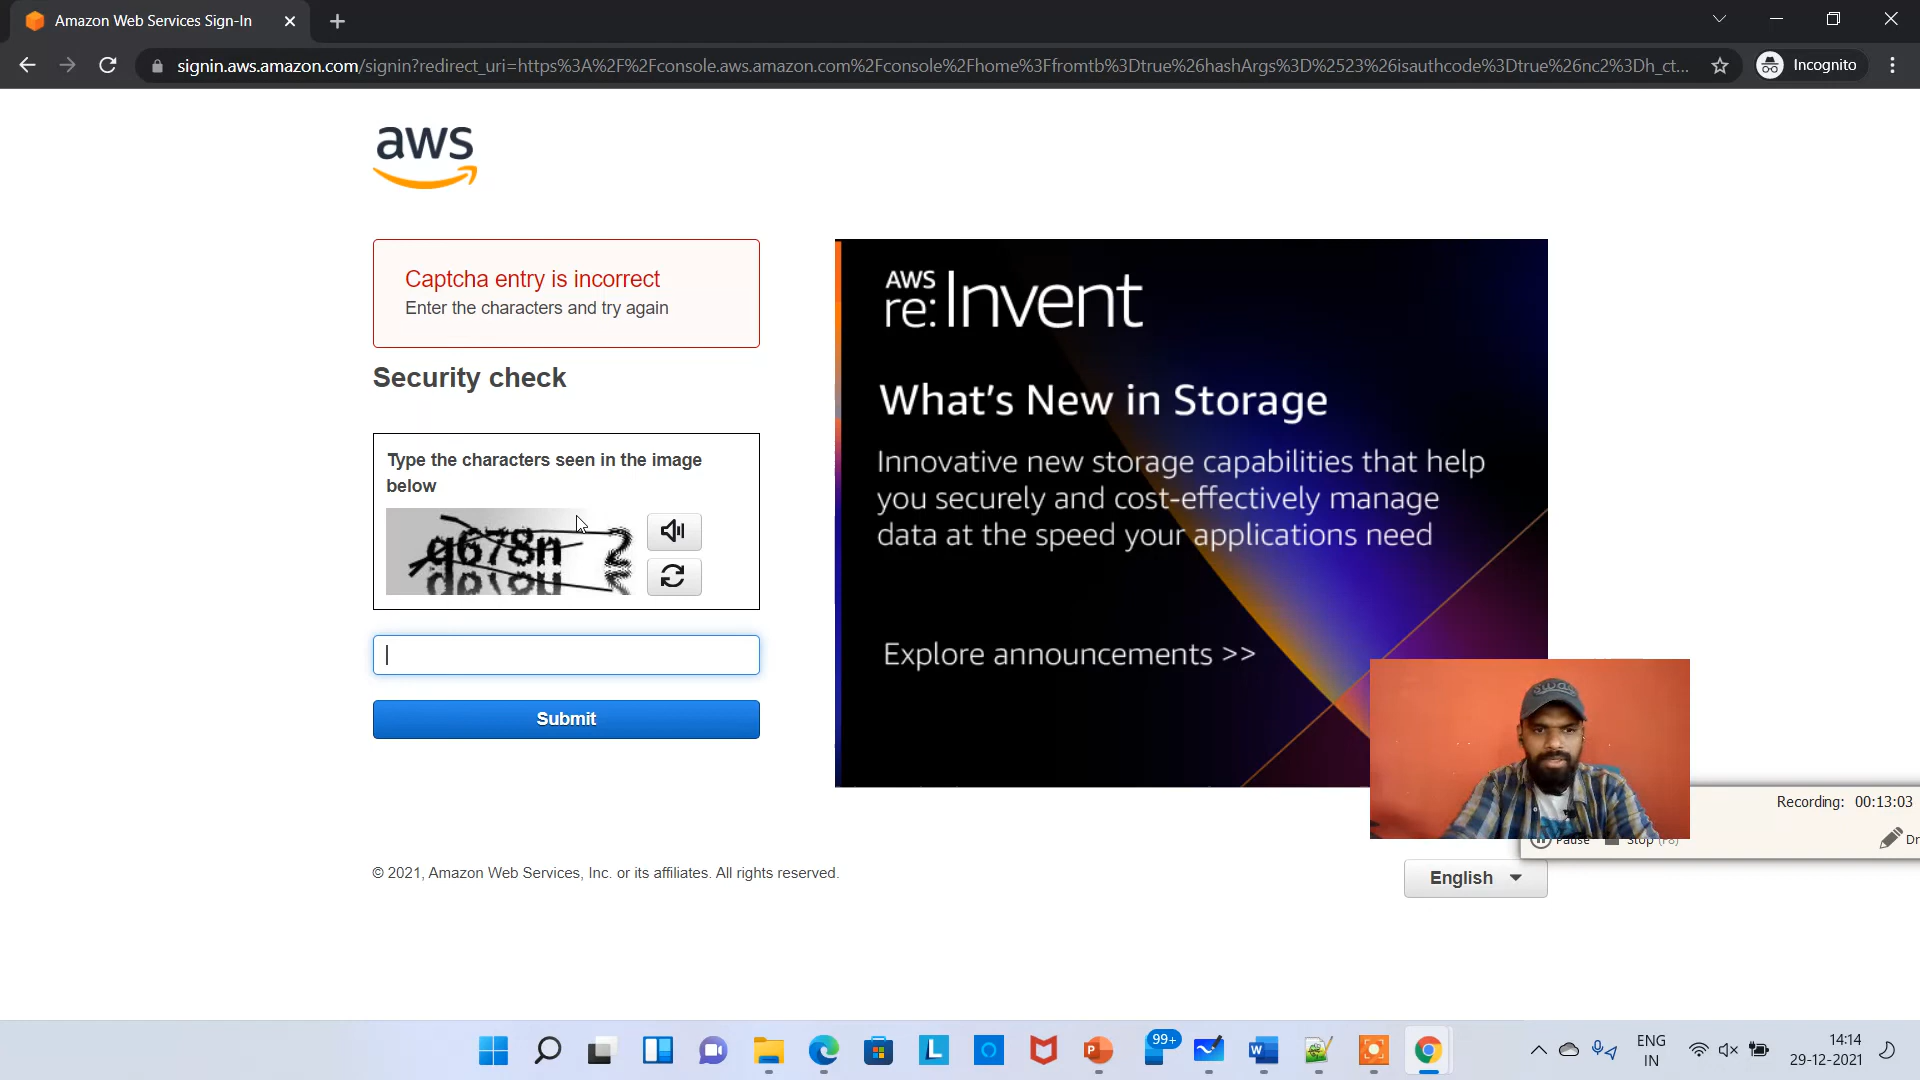 Amazon Web Services Sign-In
signin.aws.amazon.com/signin?redirect_uri=https%3A%2F%2Fconsole.aws.amazon.com%2Fconsole%2Fhome%3Ffromtb%3Dtrue%26hashArgs%3D%2523%26isauthcode%3Dtrue%26nc2%3Dh_ct...
Incognito
aws
Captcha entry is incorrect
Enter the characters and try again
Security check
Type the characters seen in the image
below
Submit
AWS
re:Invent
What's New in Storage
Innovative new storage capabilities that help
you securely and cost-effectively manage
data at the speed your applications need
Explore announcements >>
Recording: 00:13:03
Pause
Stop (F8)
Dr
© 2021, Amazon Web Services, Inc. or its affiliates. All rights reserved.
English
99+
ENG
IN
14:14
29-12-2021